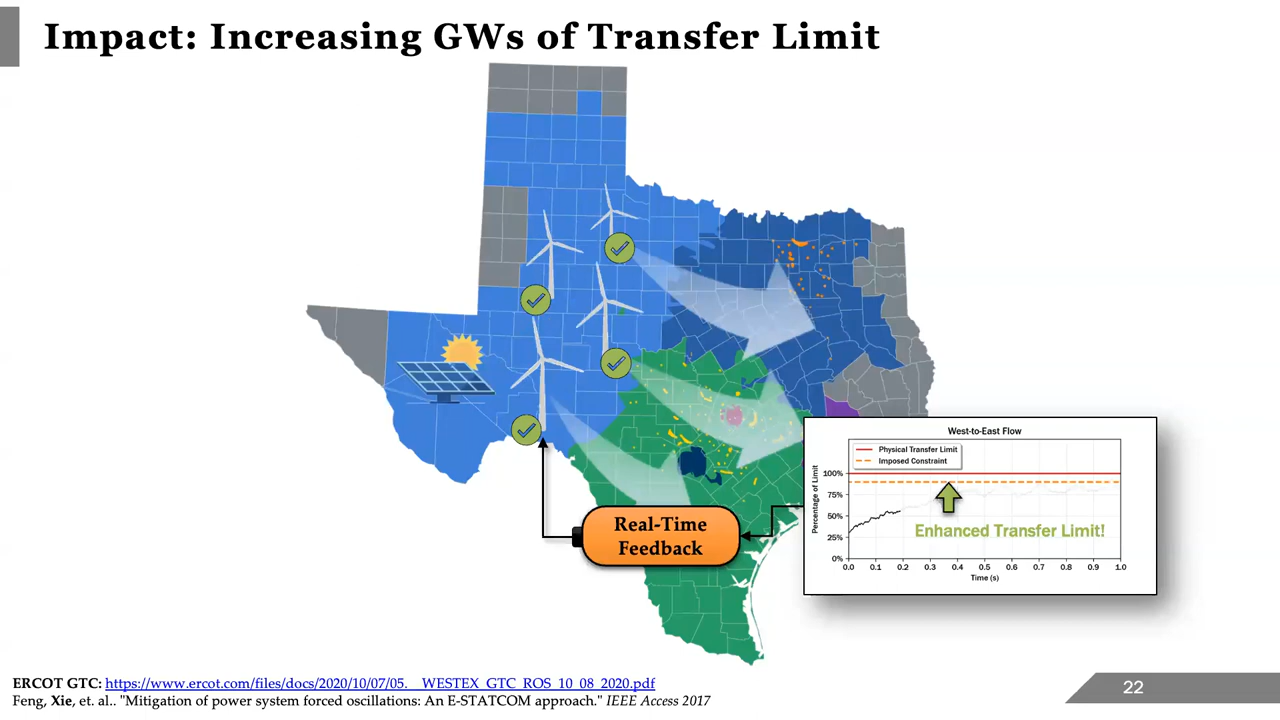 Impact: Increasing GWs of Transfer Limit
West-to-East Flow
Physical Transfer Limit
Imposed Constraint
Percentage of Limit
100%
75%
50%
25%
0%
Enhanced Transfer Limit!
0.0 0.1 0.2 0.3 0.4 0.5 0.6 0.7 0.8 0.9 1.0
Time (s)
Real-Time
Feedback
ERCOT GTC: https://www.ercot.com/files/docs/2020/10/07/05.__WESTEX_GTC_ROS_10_08_2020.pdf
Feng, Xie, et. al.. "Mitigation of power system forced oscillations: An E-STATCOM approach." IEEE Access 2017
22